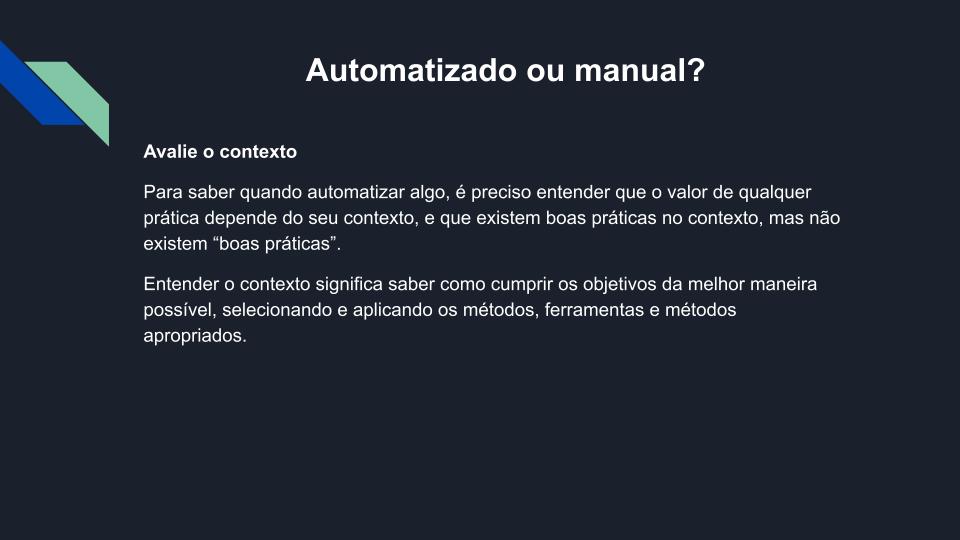 Automatizado ou manual?
Avalie o contexto
Para saber quando automatizar algo, é preciso entender que o valor de qualquer
prática depende do seu contexto, e que existem boas práticas no contexto, mas não
existem “boas práticas”.
Entender o contexto significa saber como cumprir os objetivos da melhor maneira
possível, selecionando e aplicando os métodos, ferramentas e métodos
apropriados.